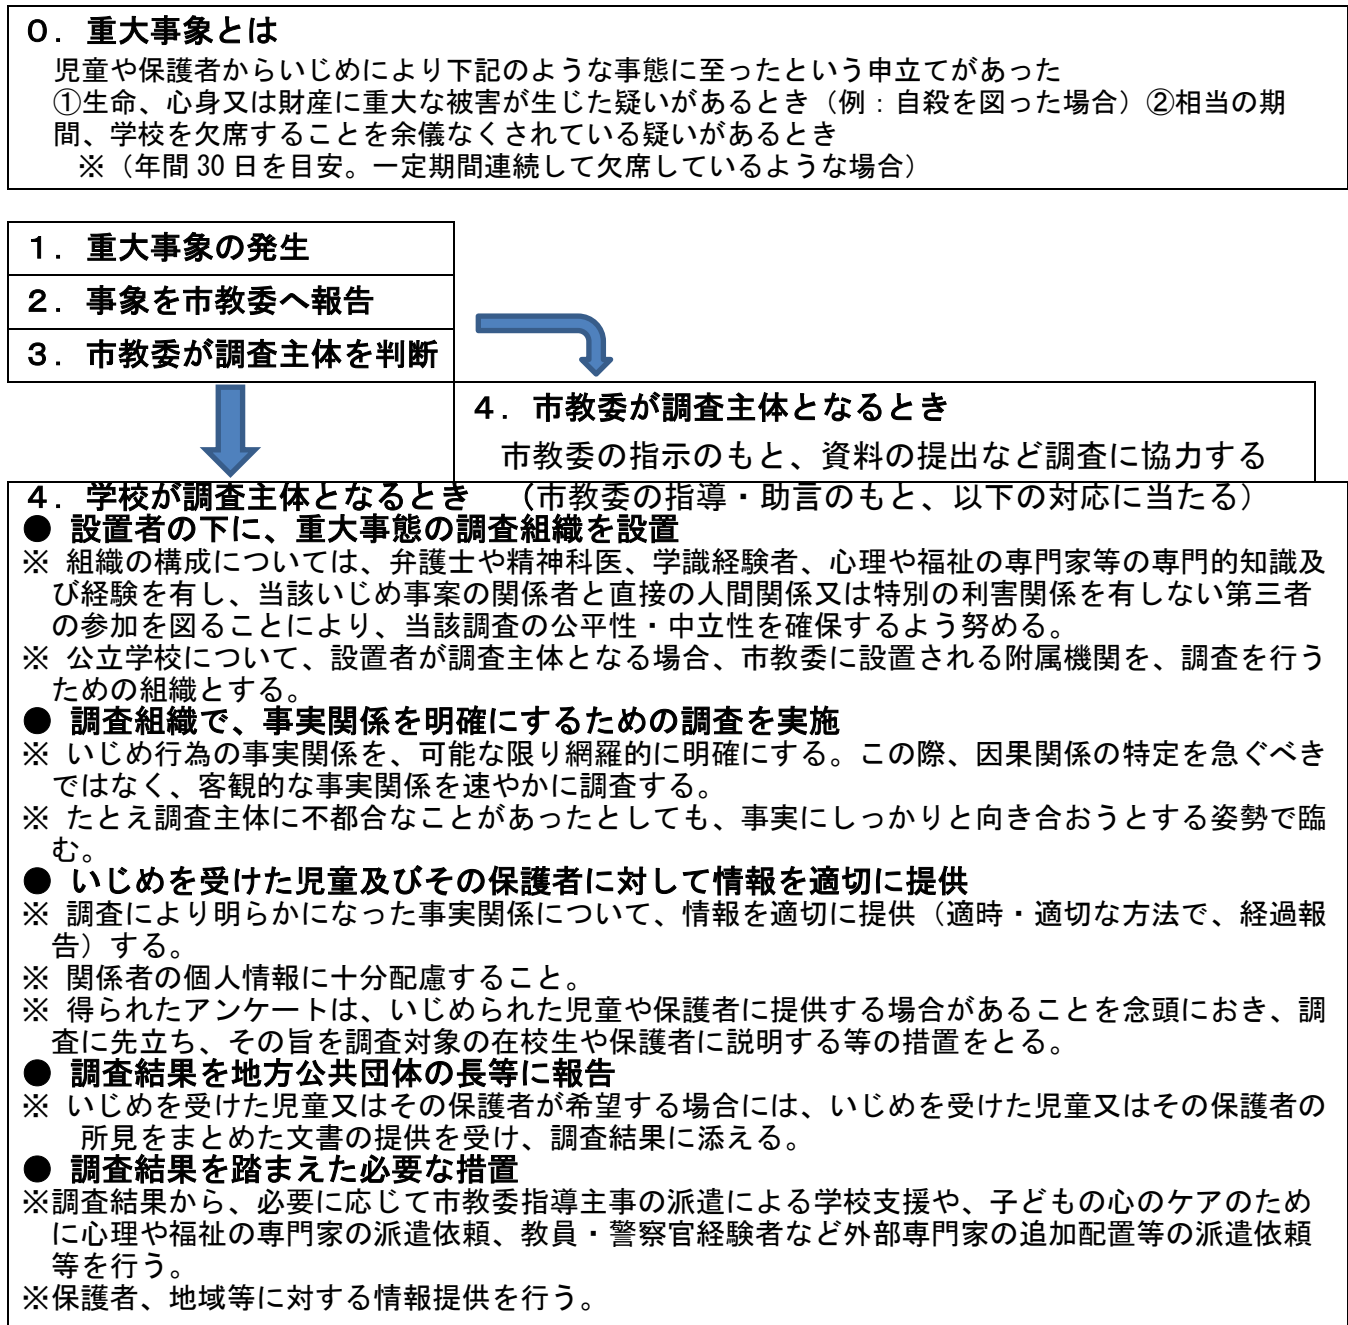 ０．重大事象とは
児童や保護者からいじめにより下記のような事態に至ったという申立てがあった
①生命、心身又は財産に重大な被害が生じた疑いがあるとき（例：自殺を図った場合）②相当の期
間、学校を欠席することを余儀なくされている疑いがあるとき
※（年間30日を目安。一定期間連続して欠席しているような場合）
１．重大事象の発生
２．事象を市教委へ報告
３．市教委が調査主体を判断
４．市教委が調査主体となるとき
市教委の指示のもと、資料の提出など調査に協力する
４．学校が調査主体となるとき　（市教委の指導・助言のもと、以下の対応に当たる）
● 設置者の下に、重大事態の調査組織を設置
※ 組織の構成については、弁護士や精神科医、学識経験者、心理や福祉の専門家等の専門的知識及
び経験を有し、当該いじめ事案の関係者と直接の人間関係又は特別の利害関係を有しない第三者
の参加を図ることにより、当該調査の公平性・中立性を確保するよう努める。
※ 公立学校について、設置者が調査主体となる場合、市教委に設置される附属機関を、調査を行う
ための組織とする。
● 調査組織で、事実関係を明確にするための調査を実施
※ いじめ行為の事実関係を、可能な限り網羅的に明確にする。この際、因果関係の特定を急ぐべき
ではなく、客観的な事実関係を速やかに調査する。
※ たとえ調査主体に不都合なことがあったとしても、事実にしっかりと向き合おうとする姿勢で臨
む。
● いじめを受けた児童及びその保護者に対して情報を適切に提供
※ 調査により明らかになった事実関係について、情報を適切に提供（適時・適切な方法で、経過報
告）する。
※ 関係者の個人情報に十分配慮すること。
※ 得られたアンケートは、いじめられた児童や保護者に提供する場合があることを念頭におき、調
査に先立ち、その旨を調査対象の在校生や保護者に説明する等の措置をとる。
● 調査結果を地方公共団体の長等に報告
※ いじめを受けた児童又はその保護者が希望する場合には、いじめを受けた児童又はその保護者の
所見をまとめた文書の提供を受け、調査結果に添える。
● 調査結果を踏まえた必要な措置
※調査結果から、必要に応じて市教委指導主事の派遣による学校支援や、子どもの心のケアのため
に心理や福祉の専門家の派遣依頼、教員・警察官経験者など外部専門家の追加配置等の派遣依頼
等を行う。
※保護者、地域等に対する情報提供を行う。